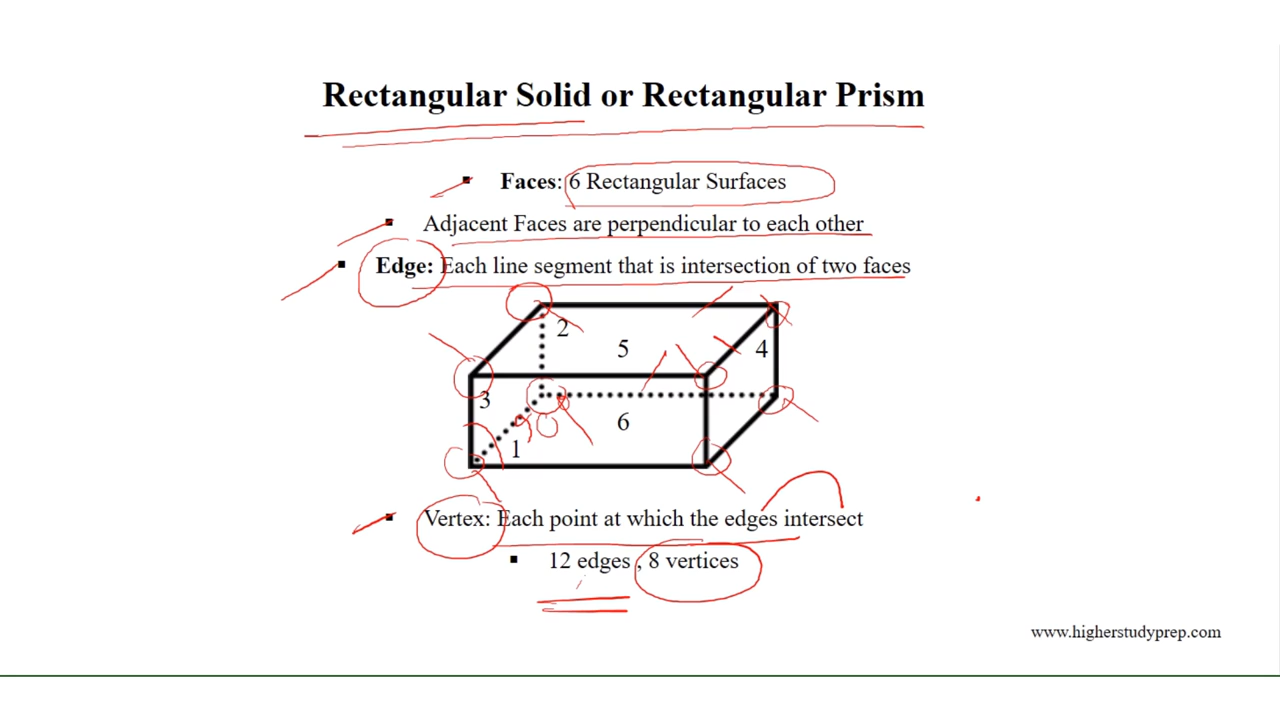 Rectangular Solid or Rectangular Prism
▪ Faces: 6 Rectangular Surfaces
▪ Adjacent Faces are perpendicular to each other
▪ Edge: Each line segment that is intersection of two faces
2
5
4
3
6
1
▪ Vertex: Each point at which the edges intersect
▪ 12 edges , 8 vertices
www.higherstudyprep.com